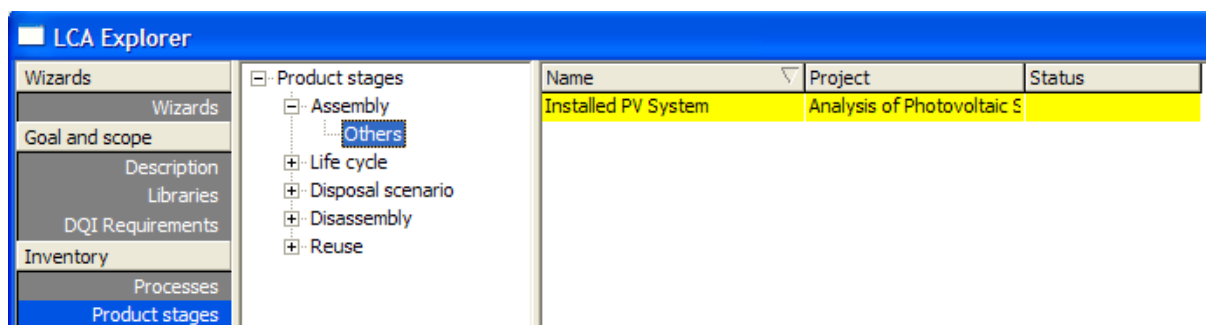 LCA Explorer
Wizards
Wizards
Goal and scope
Description
Libraries
DQI Requirements
Inventory
Processes
Product stages
Product stages
Assembly
Others
Life cycle
Disposal scenario
Disassembly
Reuse
Name Project Status
Installed PV System Analysis of Photovoltaic S